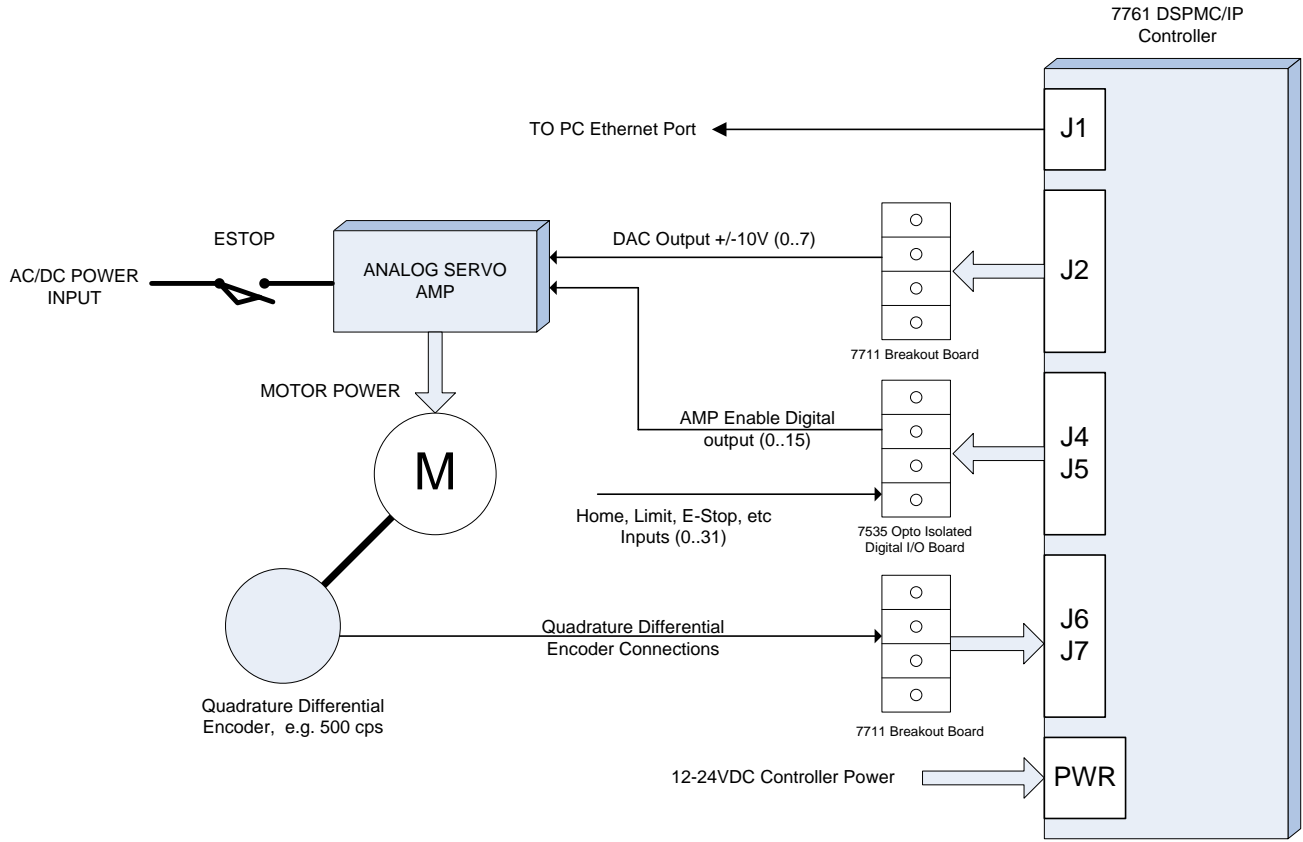 7761 DSPMC/IP
Controller
TO PC Ethernet Port
J1
ESTOP
AC/DC POWER
INPUT
ANALOG SERVO
AMP
DAC Output +/-10V (0..7)
J2
7711 Breakout Board
MOTOR POWER
M
AMP Enable Digital
output (0..15)
J4
J5
Home, Limit, E-Stop, etc
Inputs (0..31)
7535 Opto Isolated
Digital I/O Board
Quadrature Differential
Encoder Connections
J6
J7
Quadrature Differential
Encoder, e.g. 500 cps
7711 Breakout Board
12-24VDC Controller Power
PWR